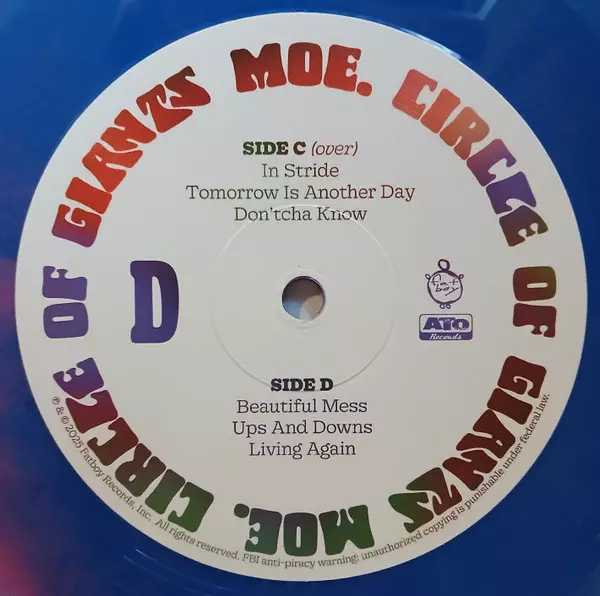 MOE. CIRCLE OF GIANTS MOE. CIRCLE OF GIANTS
SIDE C (over)
In Stride
Tomorrow Is Another Day
Don'tcha Know
D
fat
boy
ATO
Records
SIDE D
Beautiful Mess
Ups And Downs
Living Again
℗ & © 2025 Fatboy Records, Inc. All rights reserved. FBI anti-piracy warning: unauthorized copying is punishable under federal law.